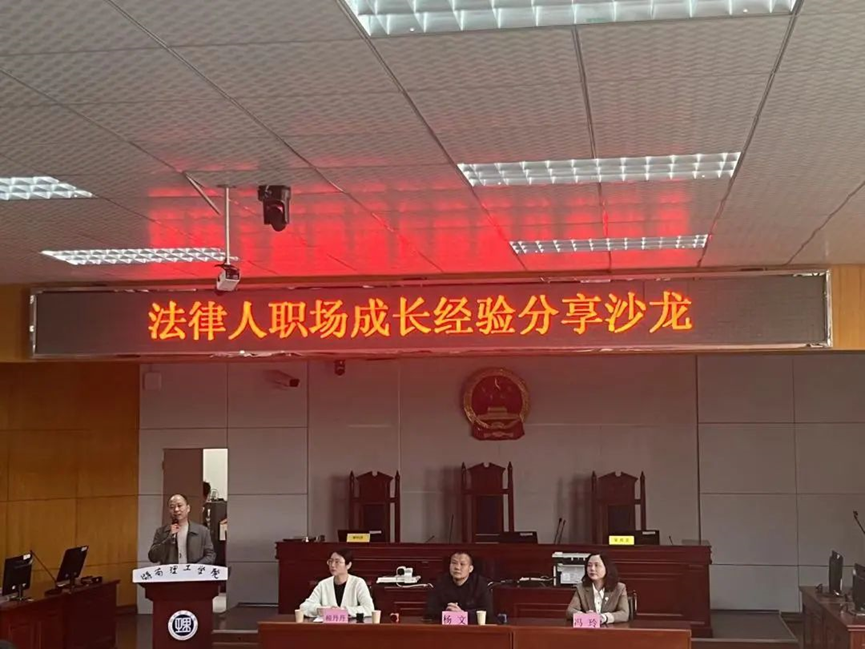 法律人职场成长经验分享沙龙
湖南理工学院
杨文
冯玲